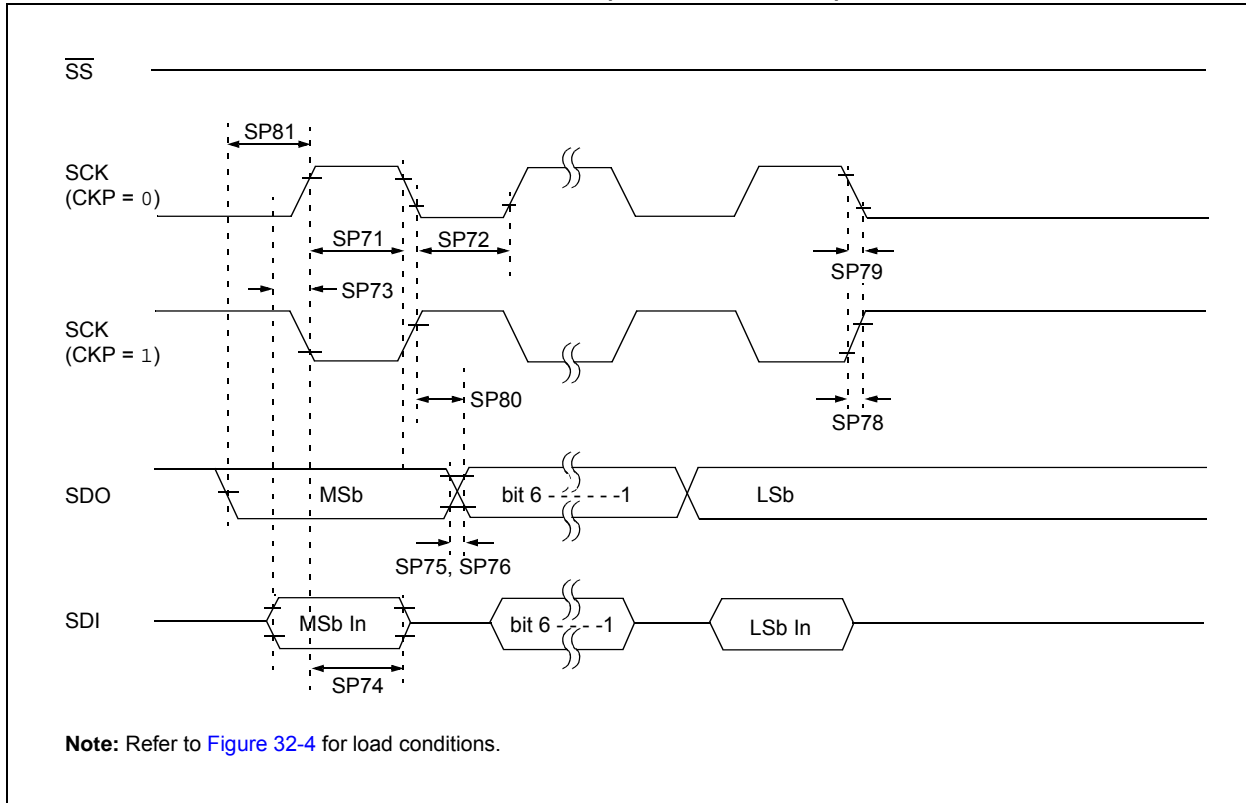 SS
SP81
SCK
(CKP = 0)
SP71
SP72
SP79
SP73
SCK
(CKP = 1)
SP80
SP78
SDO
MSb
bit 6 - - - - - -1
LSb
SP75, SP76
SDI
MSb In
bit 6 - - - -1
LSb In
SP74
Note: Refer to Figure 32-4 for load conditions.